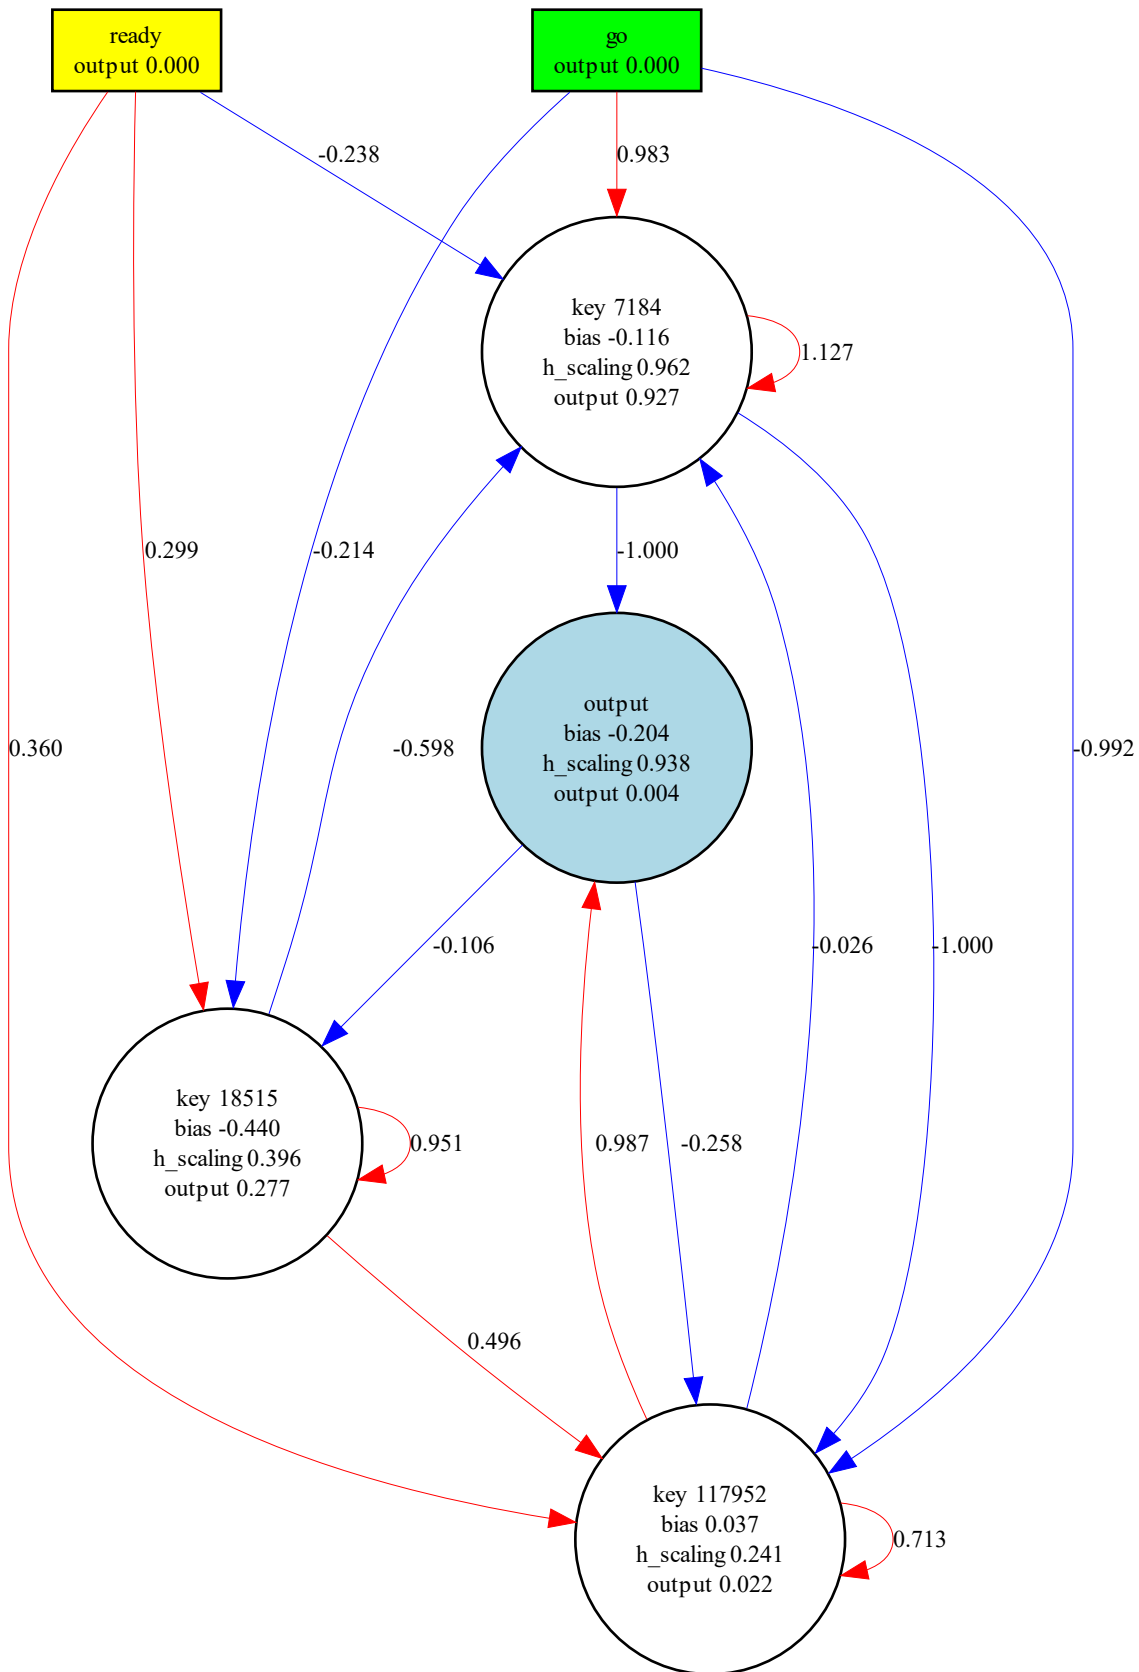 ready
output 0.000
go
output 0.000
-0.238
0.983
key 7184
bias -0.116
h_scaling 0.962
output 0.927
1.127
0.299
-0.214
-1.000
output
bias -0.204
h_scaling 0.938
output 0.004
0.360
-0.598
-0.992
-0.106
-0.026
-1.000
key 18515
bias -0.440
h_scaling 0.396
output 0.277
0.951
0.987
-0.258
0.496
key 117952
bias 0.037
h_scaling 0.241
output 0.022
0.713